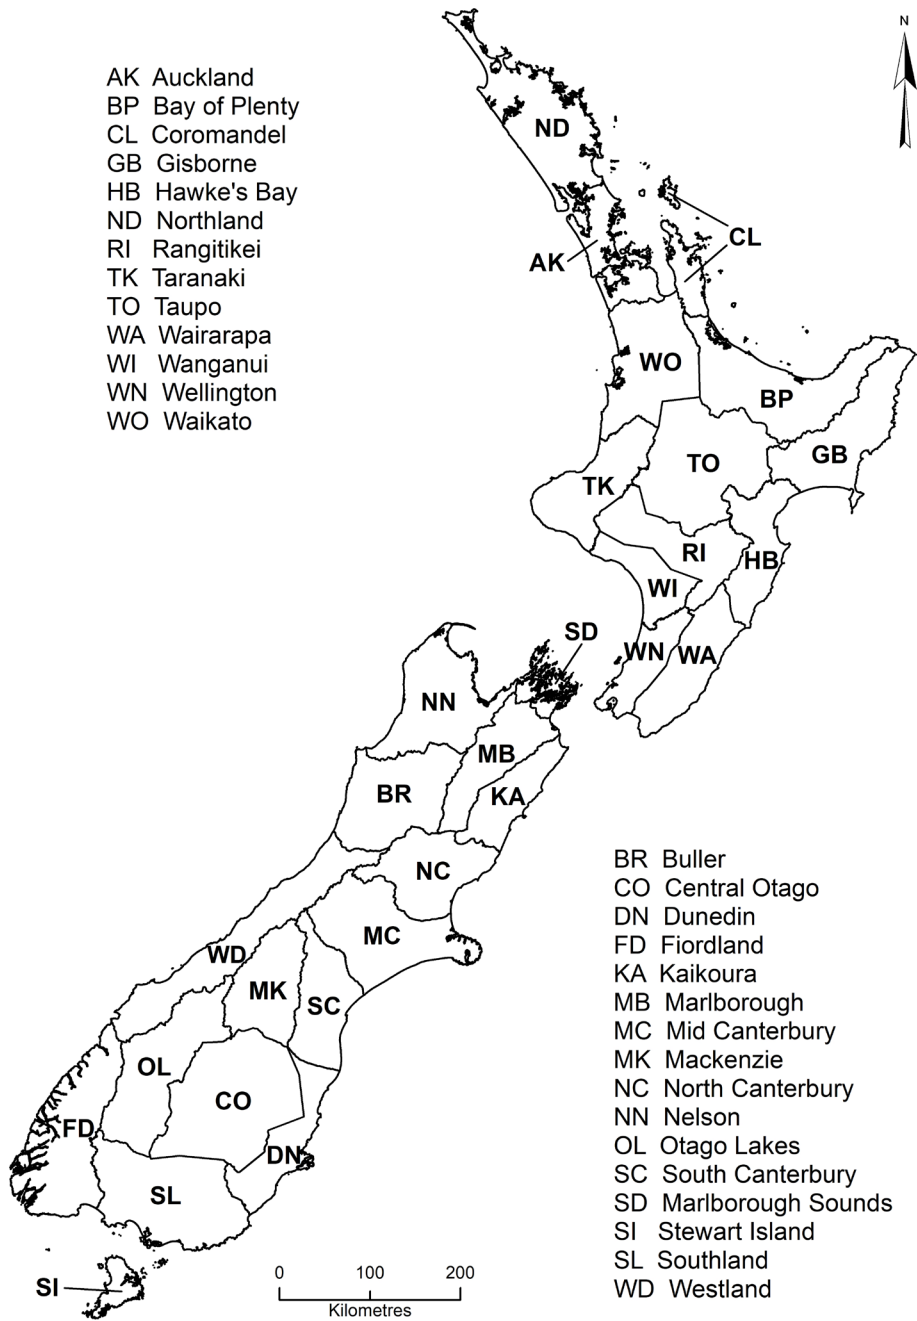 N
AK Auckland
BP Bay of Plenty
CL Coromandel
GB Gisborne
HB Hawke's Bay
ND Northland
RI Rangitikei
TK Taranaki
TO Taupo
WA Wairarapa
WI Wanganui
WN Wellington
WO Waikato
ND
CL
AK
WO
BP
GB
TO
TK
RI
HB
WI
SD
WN
WA
NN
MB
BR
KA
NC
MC
WD
MK
SC
OL
CO
FD
DN
SL
SI
BR Buller
CO Central Otago
DN Dunedin
FD Fiordland
KA Kaikoura
MB Marlborough
MC Mid Canterbury
MK Mackenzie
NC North Canterbury
NN Nelson
OL Otago Lakes
SC South Canterbury
SD Marlborough Sounds
SI Stewart Island
SL Southland
WD Westland
0 100 200
Kilometres